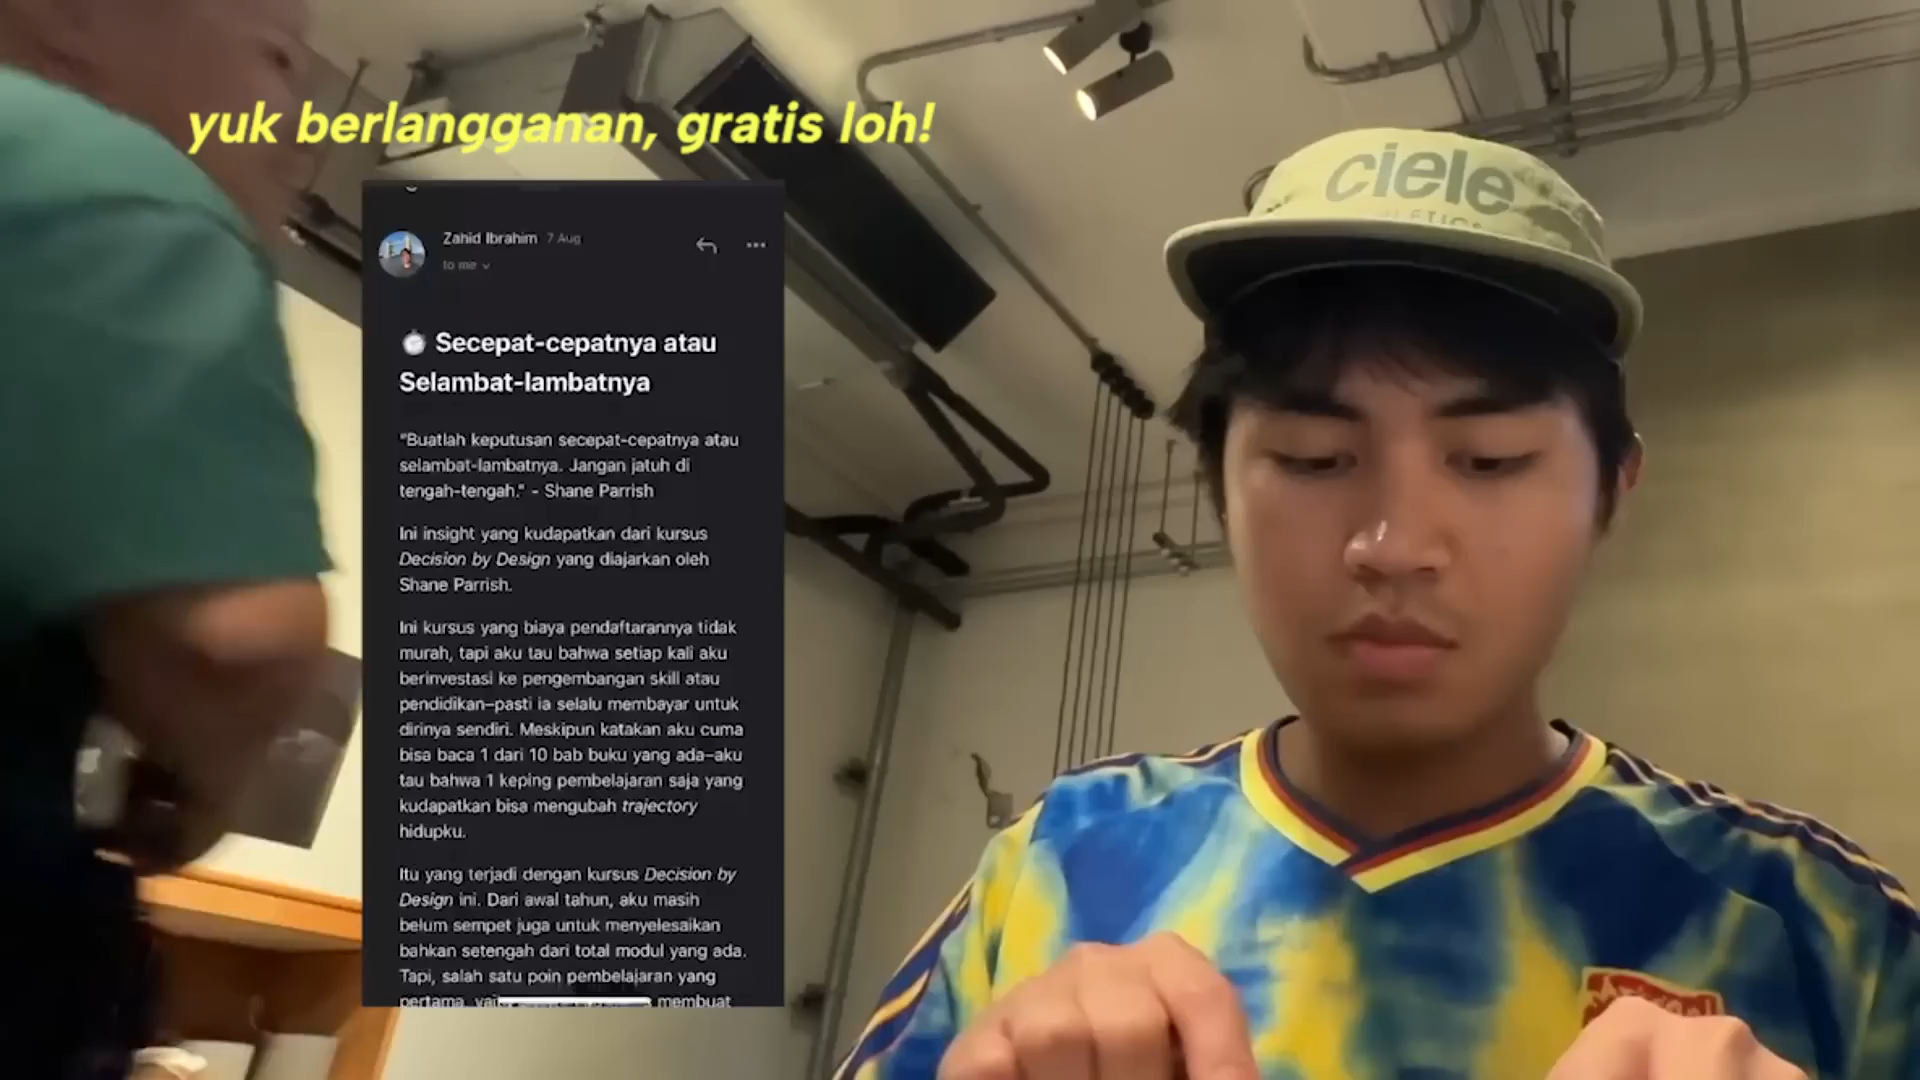 yuk berlangganan, gratis loh!
Zahid Ibrahim 7 Aug
to me
Secepat-cepatnya atau
Selambat-lambatnya
"Buatlah keputusan secepat-cepatnya atau
selambat-lambatnya. Jangan jatuh di
tengah-tengah." - Shane Parrish
Ini insight yang kudapatkan dari kursus
Decision by Design yang diajarkan oleh
Shane Parrish.
Ini kursus yang biaya pendaftarannya tidak
murah, tapi aku tau bahwa setiap kali aku
berinvestasi ke pengembangan skill atau
pendidikan–pasti ia selalu membayar untuk
dirinya sendiri. Meskipun katakan aku cuma
bisa baca 1 dari 10 bab buku yang ada–aku
tau bahwa 1 keping pembelajaran saja yang
kudapatkan bisa mengubah trajectory
hidupku.
Itu yang terjadi dengan kursus Decision by
Design ini. Dari awal tahun, aku masih
belum sempet juga untuk menyelesaikan
bahkan setengah dari total modul yang ada.
Tapi, salah satu poin pembelajaran yang
pertama, membuat
ciele